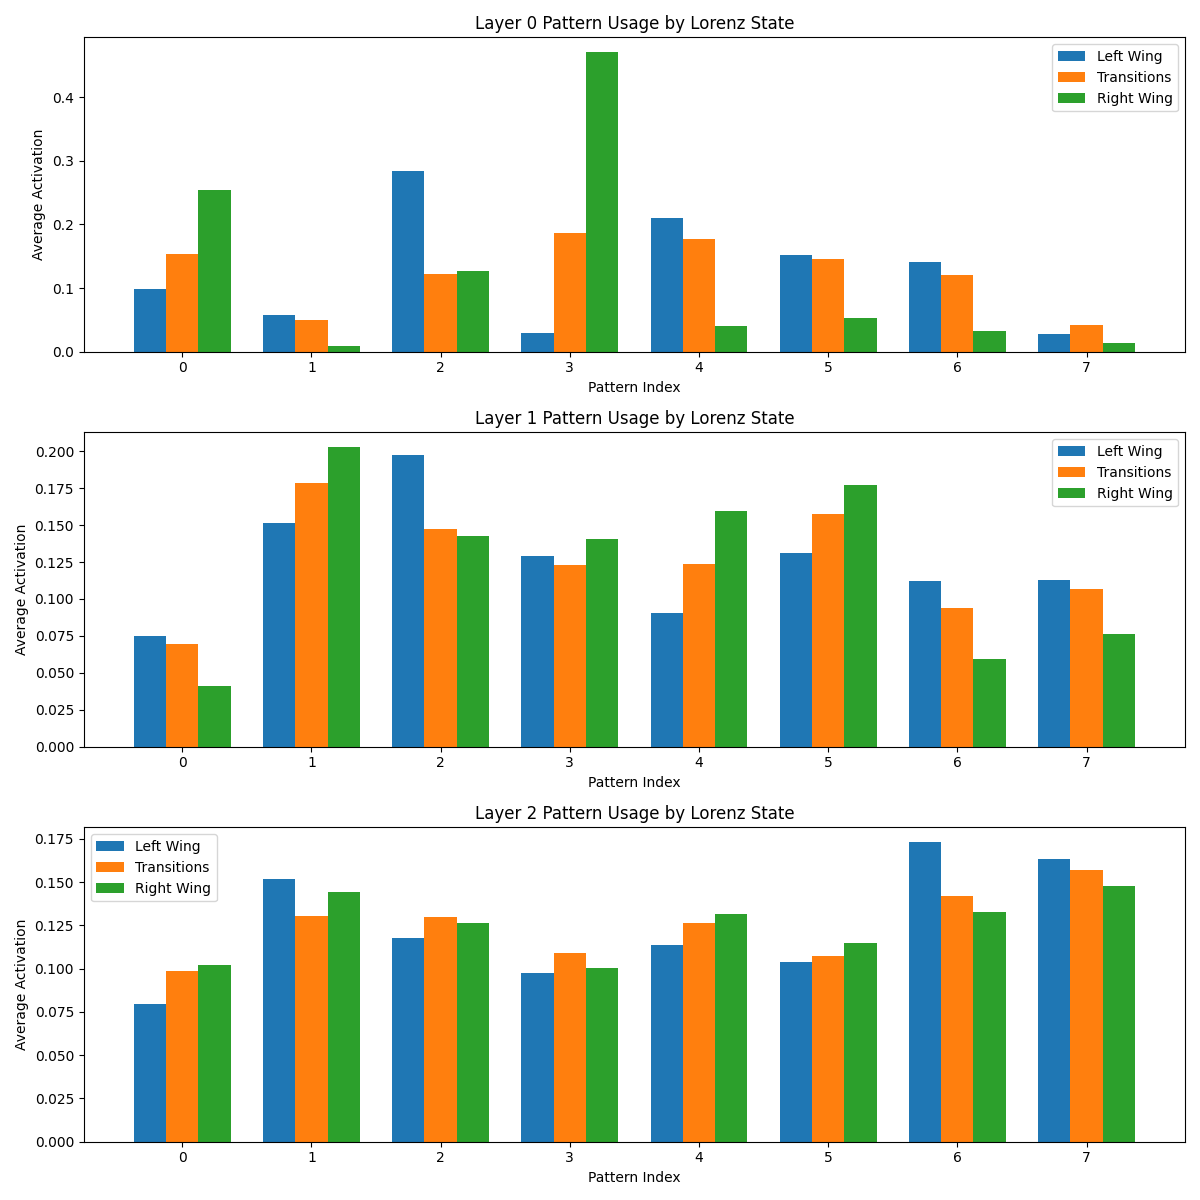 Layer 0 Pattern Usage by Lorenz State
Average Activation
0.4
0.3
0.2
0.1
0.0
Left Wing
Transitions
Right Wing
0 1 2 3 4 5 6 7
Pattern Index
Layer 1 Pattern Usage by Lorenz State
Average Activation
0.200
0.175
0.150
0.125
0.100
0.075
0.050
0.025
0.000
Left Wing
Transitions
Right Wing
0 1 2 3 4 5 6 7
Pattern Index
Layer 2 Pattern Usage by Lorenz State
Average Activation
0.175
0.150
0.125
0.100
0.075
0.050
0.025
0.000
Left Wing
Transitions
Right Wing
0 1 2 3 4 5 6 7
Pattern Index